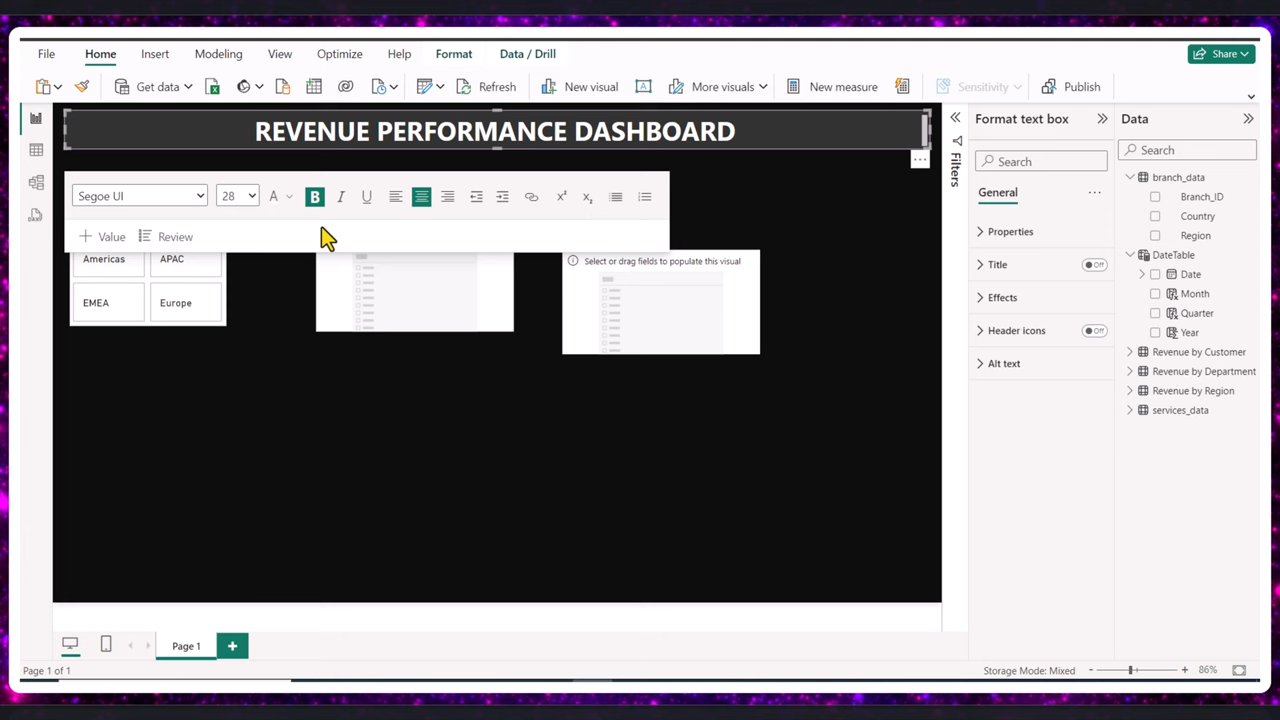 File Home Insert Modeling View Optimize Help Format Data / Drill Share
Get data Refresh New visual A More visuals New measure Sensitivity Publish
REVENUE PERFORMANCE DASHBOARD
Segoe UI 28 A B I U x² x₂
Value Review
Americas APAC
EMEA Europe
Select or drag fields to populate this visual
Filters
Format text box
Search
General
Properties
Title Off
Effects
Header icons Off
Alt text
Data
Search
branch_data
Branch_ID
Country
Region
DateTable
Date
Month
Quarter
Year
Revenue by Customer
Revenue by Department
Revenue by Region
services_data
Page 1
Page 1 of 1
Storage Mode: Mixed - + 86%